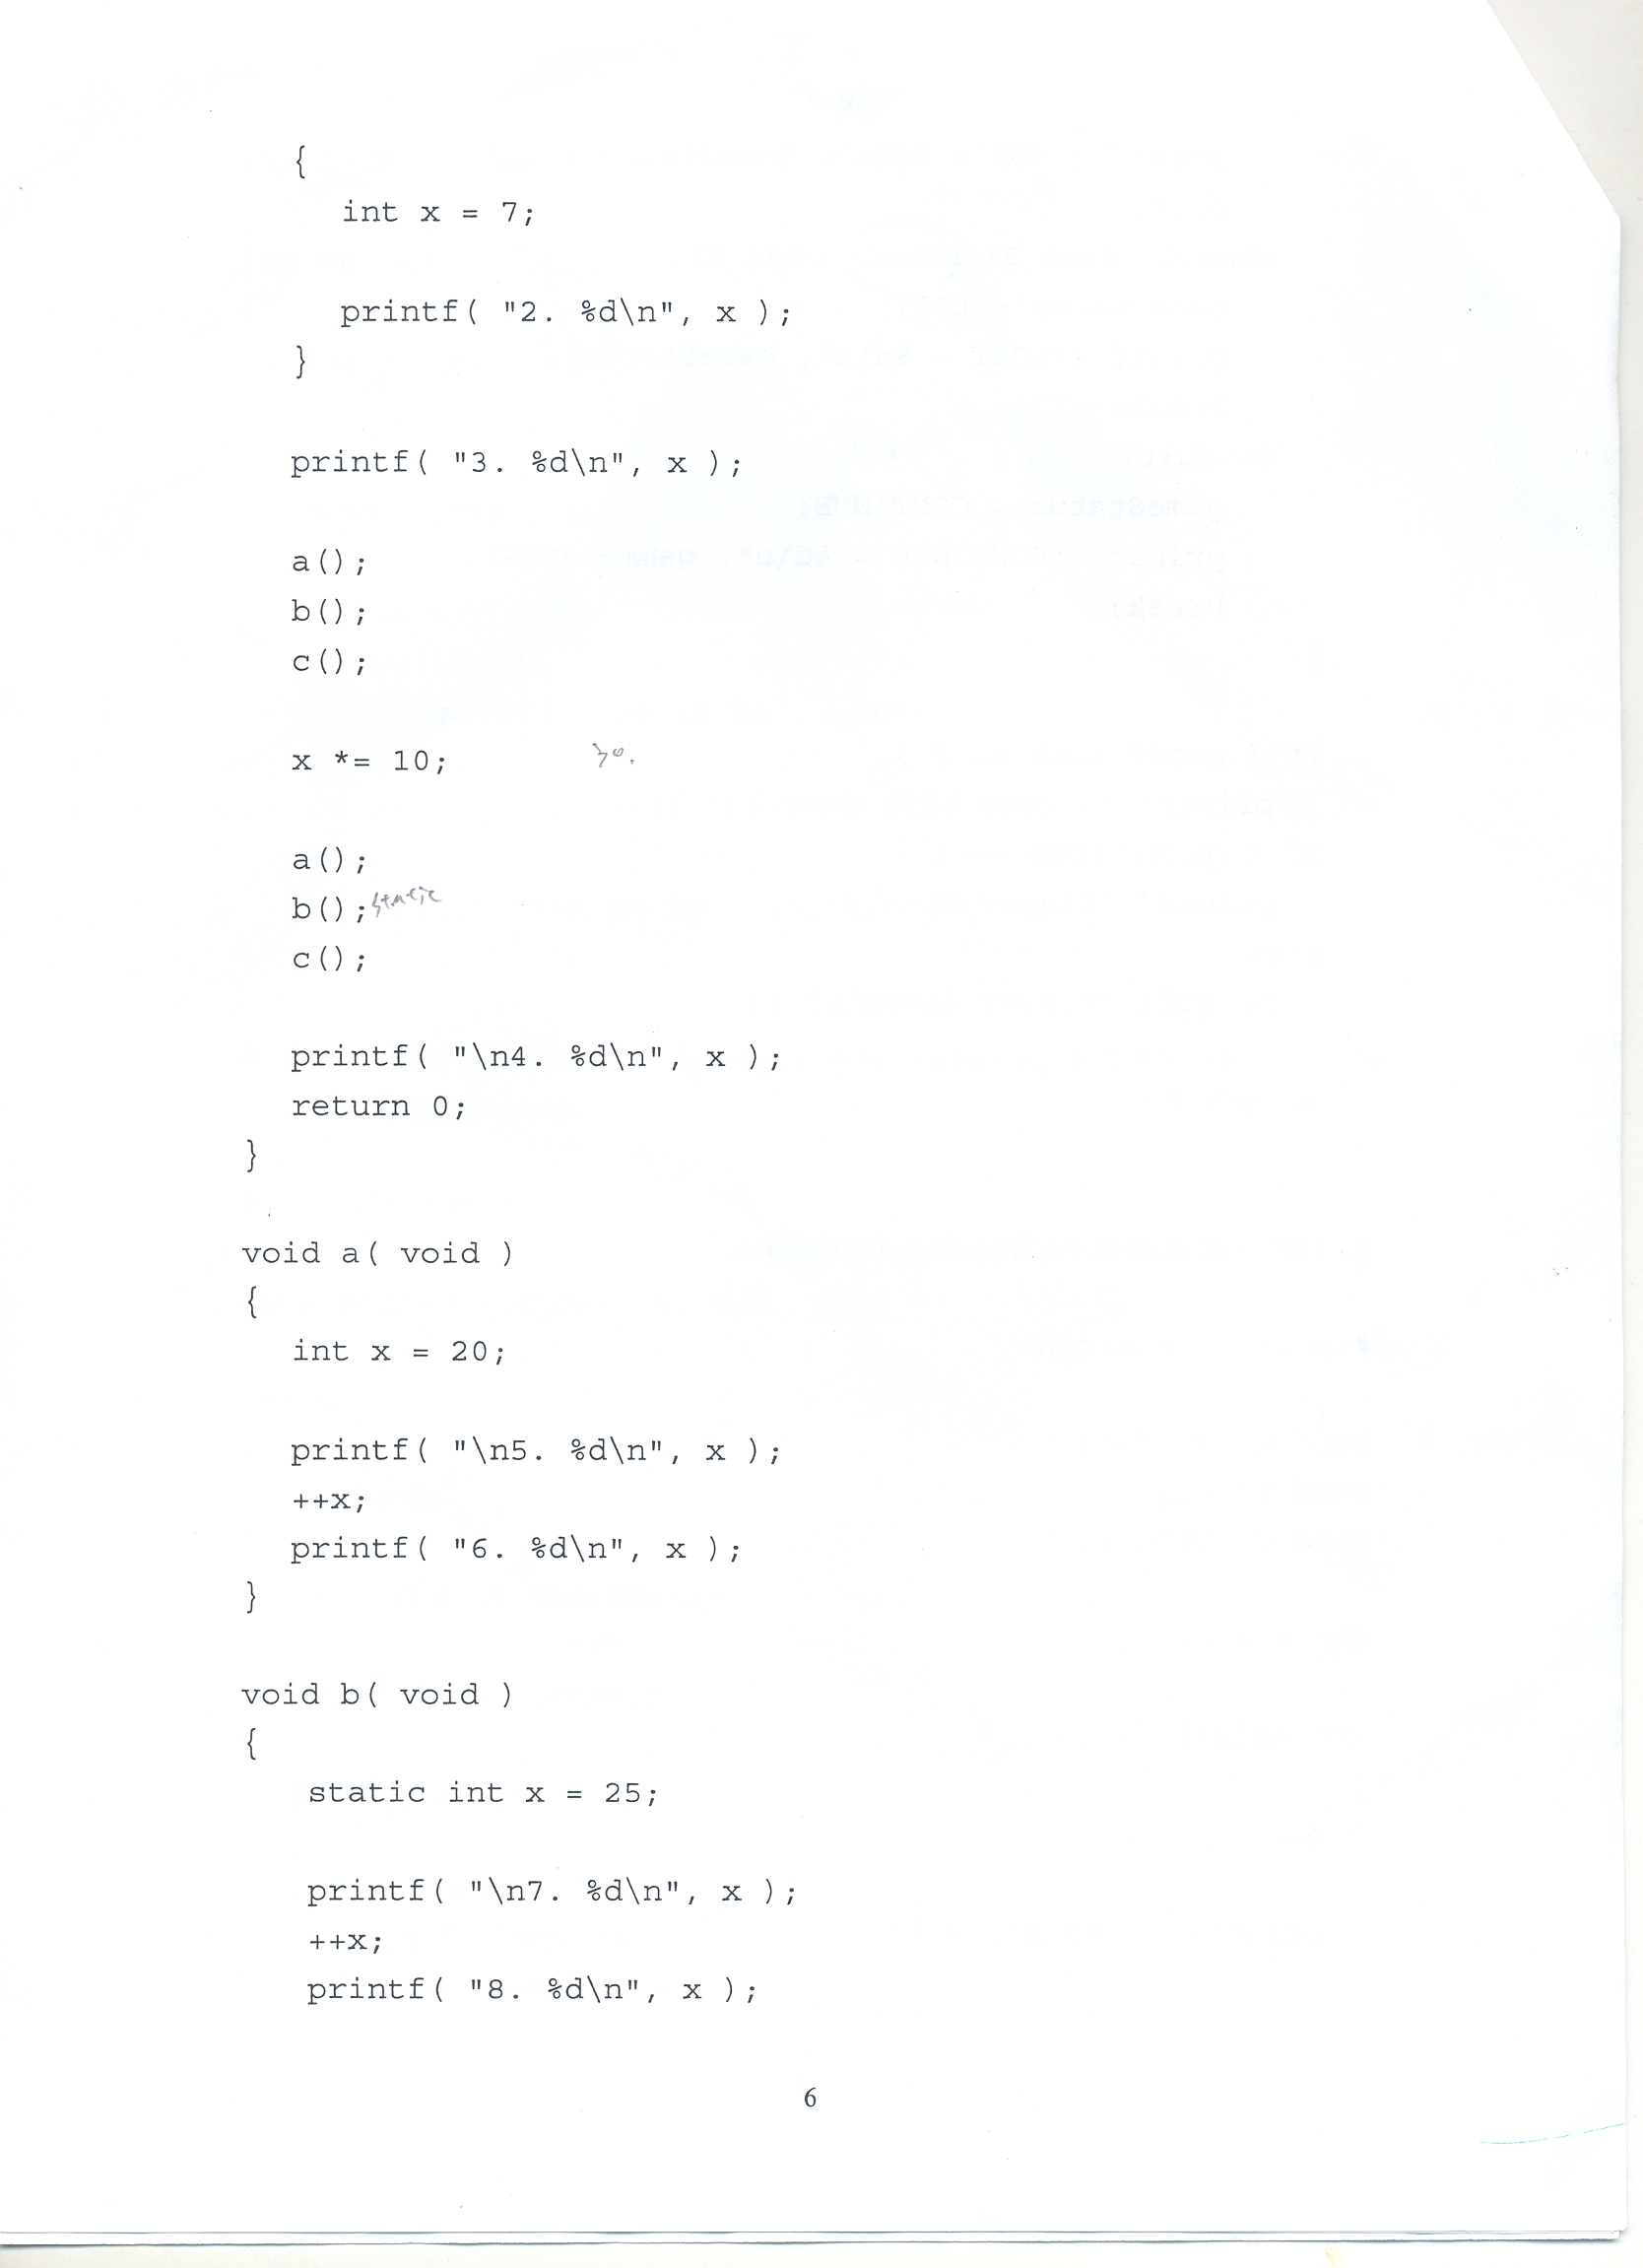 {
int x = 7;
printf( "2. %d\n", x );
}
printf( "3. %d\n", x );
a();
b();
c();
x *= 10;
a();
b(); static
c();
printf( "\n4. %d\n", x );
return 0;
}
void a( void )
{
int x = 20;
printf( "\n5. %d\n", x );
++x;
printf( "6. %d\n", x );
}
void b( void )
{
static int x = 25;
printf( "\n7. %d\n", x );
++x;
printf( "8. %d\n", x );
6